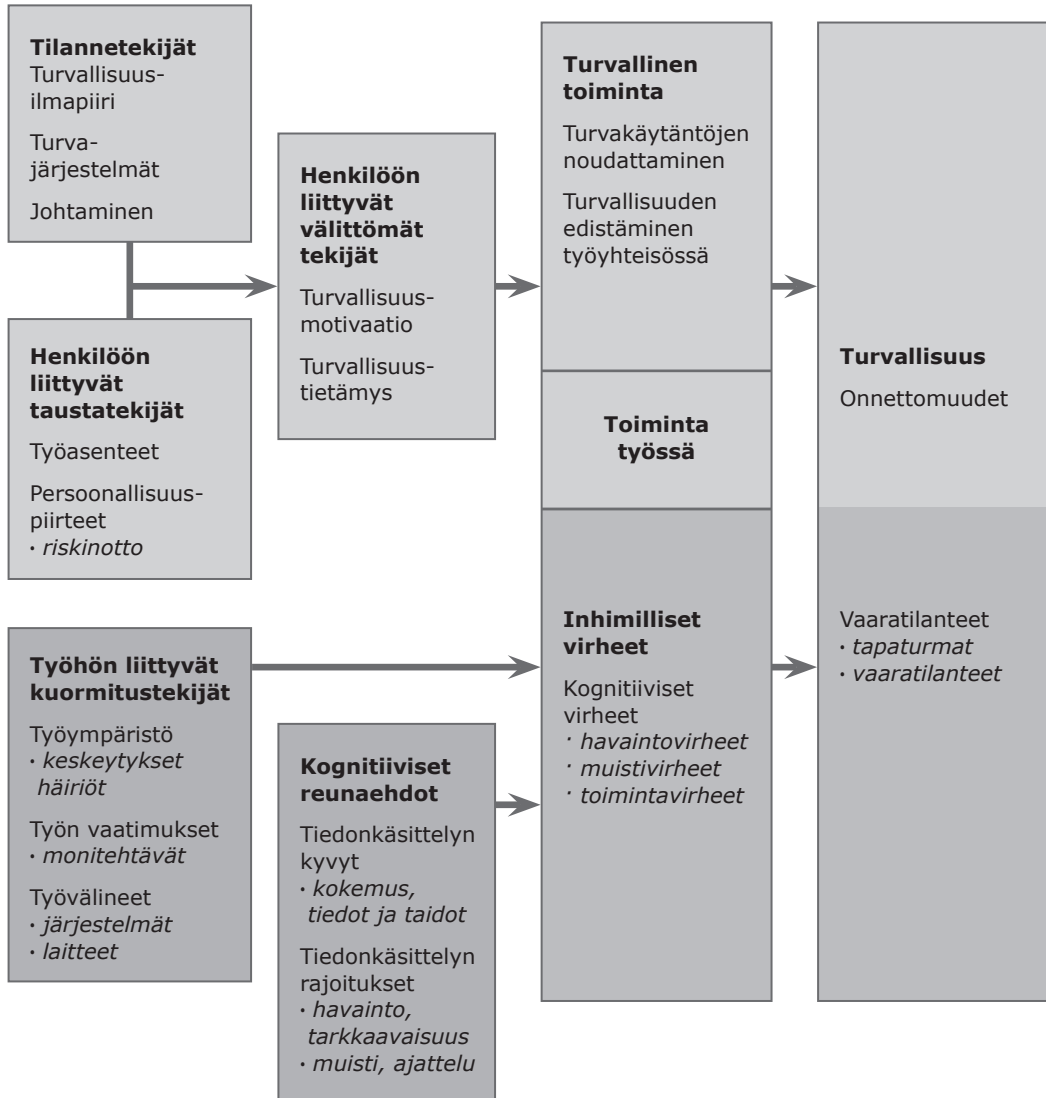 Tilannetekijät
Turvallisuus-
ilmapiiri
Turva-
järjestelmät
Johtaminen
Henkilöön
liittyvät
taustatekijät
Työasenteet
Persoonallisuus-
piirteet
· riskinotto
Henkilöön
liittyvät
välittömät
tekijät
Turvallisuus-
motivaatio
Turvallisuus-
tietämys
Turvallinen
toiminta
Turvakäytäntöjen
noudattaminen
Turvallisuuden
edistäminen
työyhteisössä
Toiminta
työssä
Turvallisuus
Onnettomuudet
Työhön liittyvät
kuormitustekijät
Työympäristö
· keskeytykset
häiriöt
Työn vaatimukset
· monitehtävät
Työvälineet
· järjestelmät
· laitteet
Kognitiiviset
reunaehdot
Tiedonkäsittelyn
kyvyt
· kokemus,
tiedot ja taidot
Tiedonkäsittelyn
rajoitukset
· havainto,
tarkkaavaisuus
· muisti, ajattelu
Inhimilliset
virheet
Kognitiiviset
virheet
· havaintovirheet
· muistivirheet
· toimintavirheet
Vaaratilanteet
· tapaturmat
· vaaratilanteet